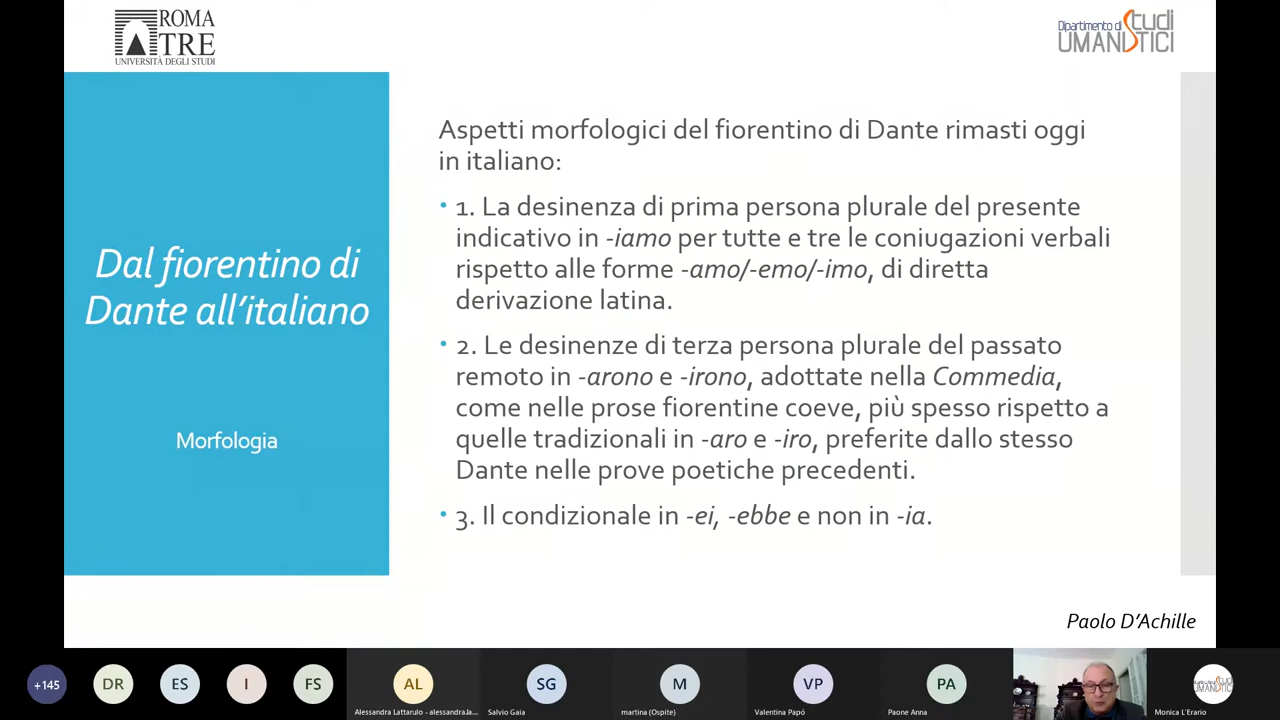 ROMA
TRE
UNIVERSITÀ DEGLI STUDI
Dipartimento di Studi
UMANISTICI
Dal fiorentino di
Dante all'italiano
Morfologia
Aspetti morfologici del fiorentino di Dante rimasti oggi
in italiano:
• 1. La desinenza di prima persona plurale del presente
indicativo in -iamo per tutte e tre le coniugazioni verbali
rispetto alle forme -amo/-emo/-imo, di diretta
derivazione latina.
• 2. Le desinenze di terza persona plurale del passato
remoto in -arono e -irono, adottate nella Commedia,
come nelle prose fiorentine coeve, più spesso rispetto a
quelle tradizionali in -aro e -iro, preferite dallo stesso
Dante nelle prove poetiche precedenti.
• 3. Il condizionale in -ei, -ebbe e non in -ia.
Paolo D'Achille
+145
DR
ES
I
FS
AL
SG
M
VP
PA
Alessandra Lattarulo - alessandra.la...
Salvio Gaia
martina (Ospite)
Valentina Papó
Paone Anna
Monica L'Erario